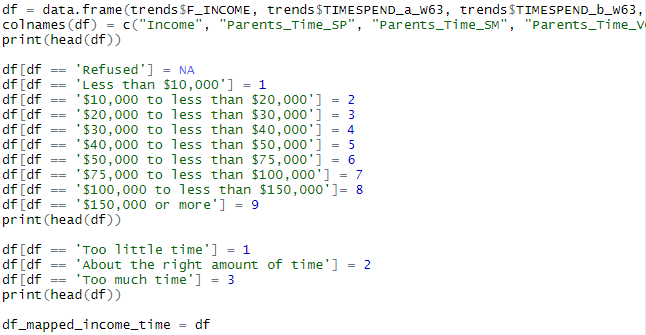 df = data.frame(trends$F_INCOME, trends$TIMESPEND_a_W63, trends$TIMESPEND_b_W63,
colnames(df) = c("Income", "Parents_Time_SP", "Parents_Time_SM",
print(head(df))
df[df == 'Refused'] = NA
df[df == 'Less than $10,000'] = 1
df[df == '$10,000 to less than $20,000'] = 2
df[df == '$20,000 to less than $30,000'] = 3
df[df == '$30,000 to less than $40,000'] = 4
df[df == '$40,000 to less than $50,000'] = 5
df[df == '$50,000 to less than $75,000'] = 6
df[df == '$75,000 to less than $100,000'] = 7
df[df == '$100,000 to less than $150,000']= 8
df[df == '$150,000 or more'] = 9
print(head(df))
df[df == 'Too little time'] = 1
df[df == 'About the right amount of time'] = 2
df[df == 'Too much time'] = 3
print(head(df))
df_mapped_income_time = df